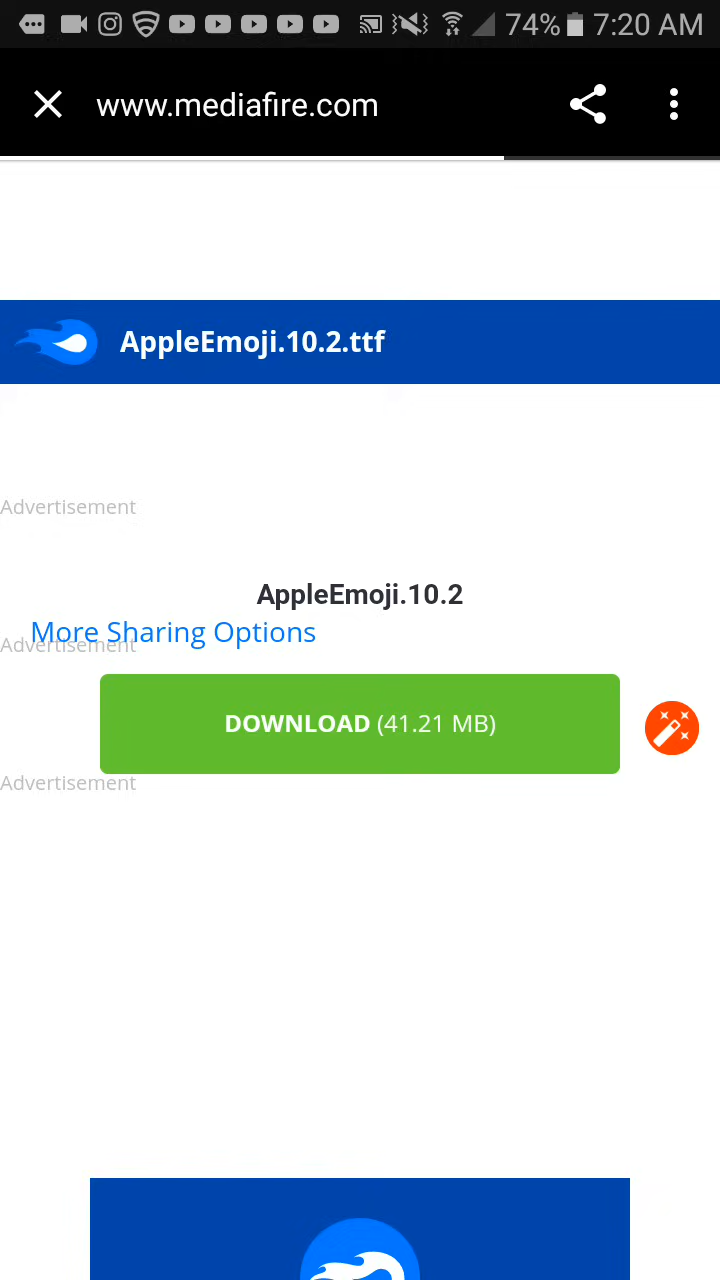 74% 7:20 AM
www.mediafire.com
AppleEmoji.10.2.ttf
Advertisement
AppleEmoji.10.2
More Sharing Options
Advertisement
DOWNLOAD (41.21 MB)
Advertisement